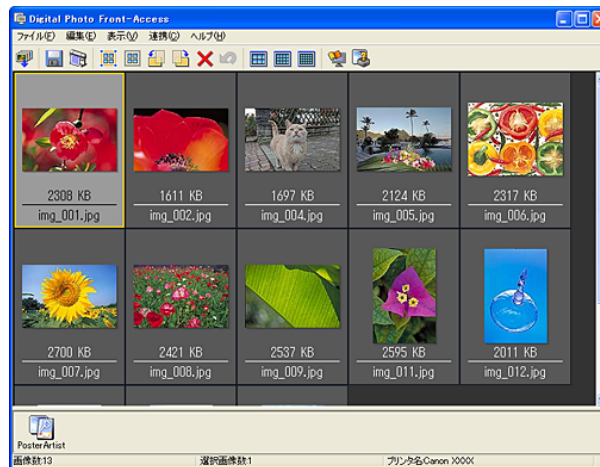 Digital Photo Front-Access
ファイル(F) 編集(E) 表示(V) 連携(C) ヘルプ(H)
2308 KB 1611 KB 1697 KB 2124 KB 2317 KB
img_001.jpg img_002.jpg img_004.jpg img_005.jpg img_006.jpg
2700 KB 2421 KB 2537 KB 2595 KB 2011 KB
img_007.jpg img_008.jpg img_009.jpg img_011.jpg img_012.jpg
PosterArtist
画像数:13 選択画像数:1 プリンタ名:Canon XXXX